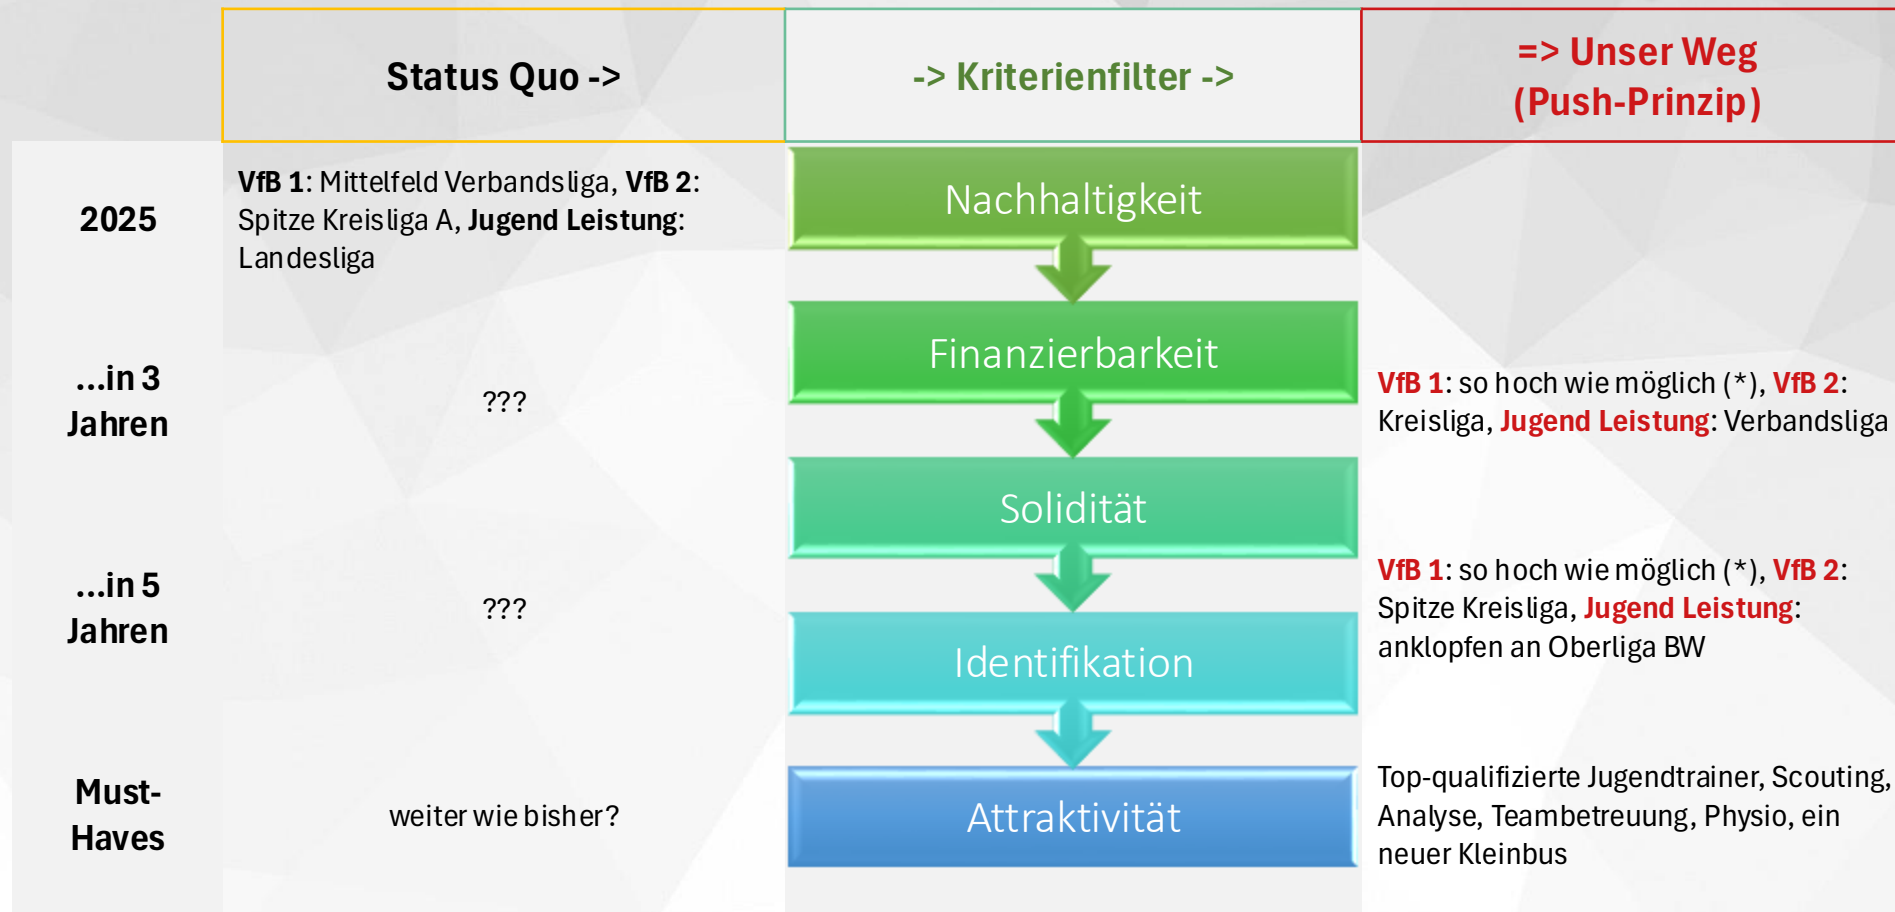 Status Quo ->
-> Kriterienfilter ->
=> Unser Weg
(Push-Prinzip)
2025
VfB 1: Mittelfeld Verbandsliga, VfB 2:
Spitze Kreisliga A, Jugend Leistung:
Landesliga
Nachhaltigkeit
...in 3
Jahren
???
Finanzierbarkeit
VfB 1: so hoch wie möglich (*), VfB 2:
Kreisliga, Jugend Leistung: Verbandsliga
Solidität
...in 5
Jahren
???
Identifikation
VfB 1: so hoch wie möglich (*), VfB 2:
Spitze Kreisliga, Jugend Leistung:
anklopfen an Oberliga BW
Must-
Haves
weiter wie bisher?
Attraktivität
Top-qualifizierte Jugendtrainer, Scouting,
Analyse, Teambetreuung, Physio, ein
neuer Kleinbus